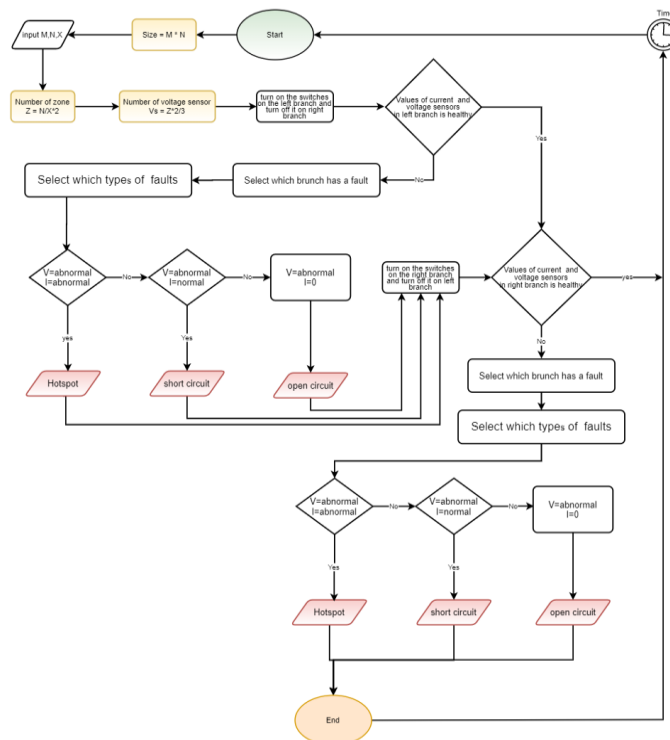 Time
input M,N,X
Size = M * N
Start
Number of zone
Z = N/X*2
Number of voltage sensor
Vs = Z*2/3
turn on the switches
on the left branch and
turn off it on right
branch
Values of current and
voltage sensors
in left branch is healthy
Yes
No
Select which brunch has a fault
Select which types of faults
V=abnormal
I=abnormal
No
V=abnormal
I=normal
No
V=abnormal
I=0
yes
Yes
Hotspot
short circuit
open circuit
turn on the switches
on the right branch
and turn off it on left
branch
Values of current and
voltage sensors
in right branch is healthy
yes
No
Select which brunch has a fault
Select which types of faults
V=abnormal
I=abnormal
No
V=abnormal
I=normal
No
V=abnormal
I=0
Yes
Yes
Hotspot
short circuit
open circuit
End